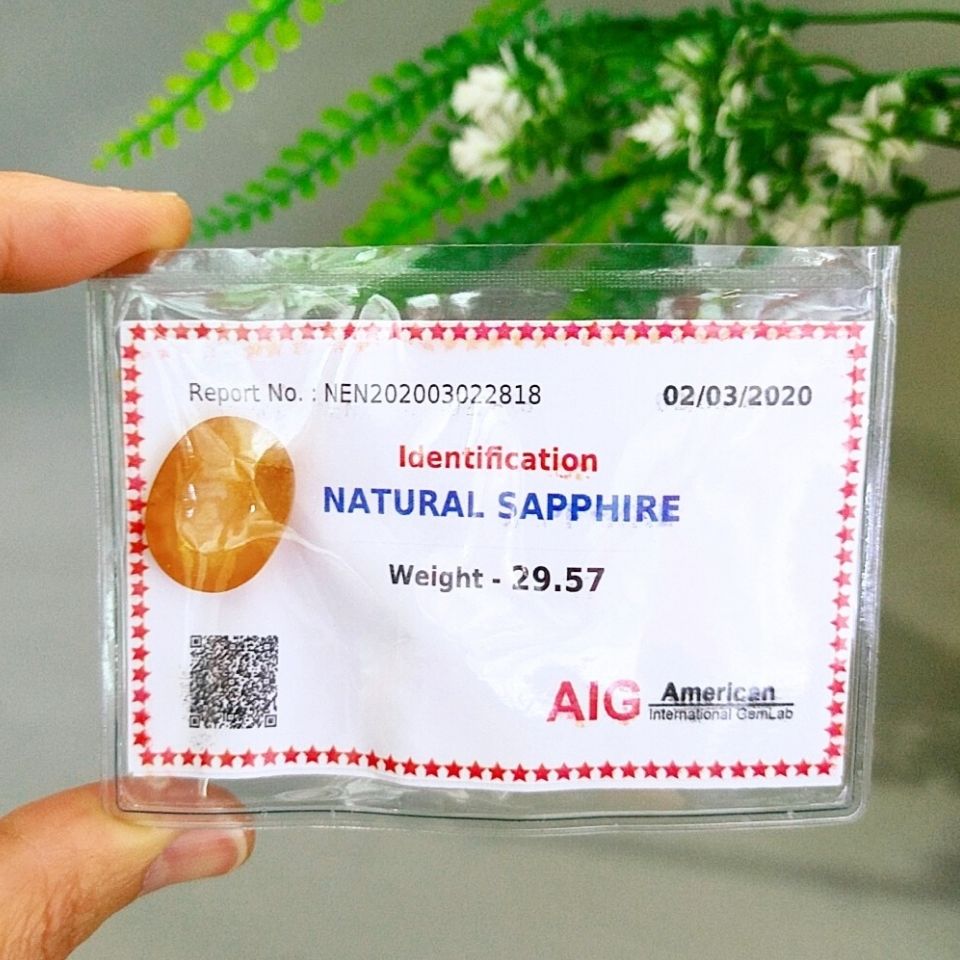 Report No. : NEN202003022818 02/03/2020
Identification
NATURAL SAPPHIRE
Weight - 29.57
AIG American
International GemLab